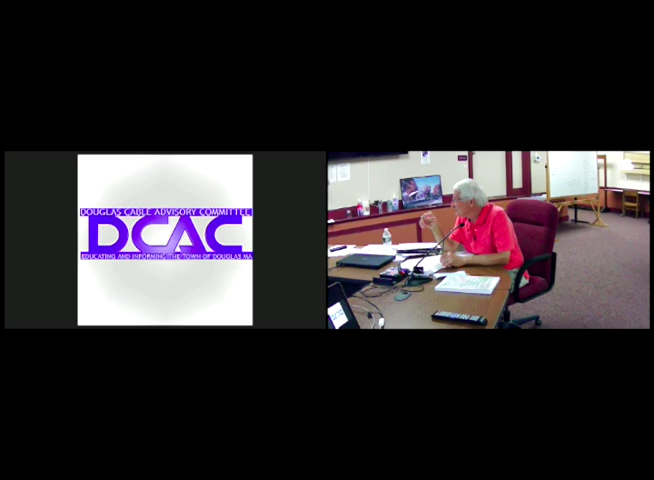 DOUGLAS CABLE ADVISORY COMMITTEE
DCAC
EDUCATING AND INFORMING THE TOWN OF DOUGLAS MA